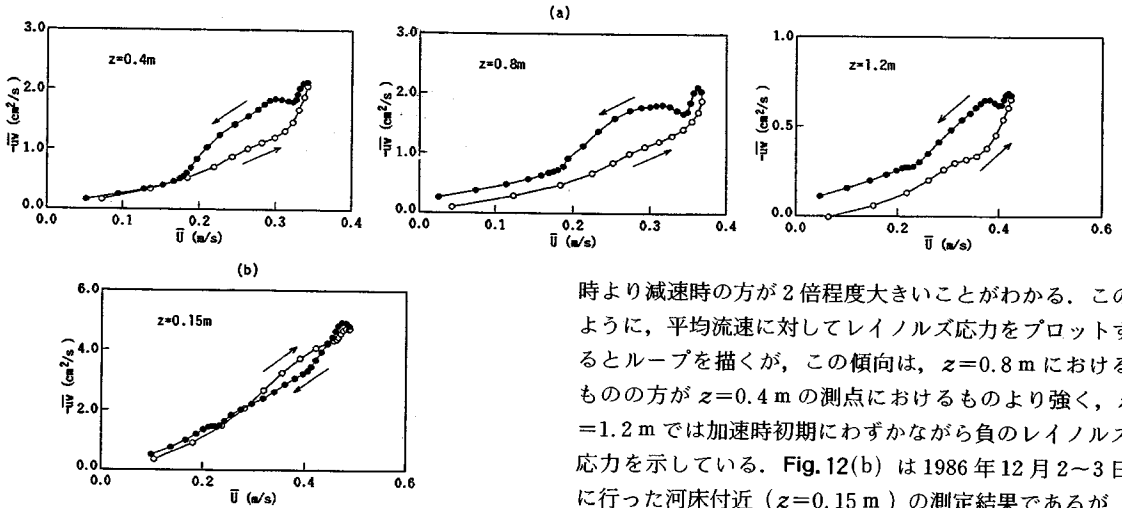 (a)
3.0
2.0
1.0
0.0
z=0.4m
-u̅v̅ (cm²/s)
0.0 0.1 0.2 0.3 0.4
U̅ (m/s)
3.0
2.0
1.0
0.0
z=0.8m
-u̅v̅ (cm²/s)
0.0 0.1 0.2 0.3 0.4
U̅ (m/s)
1.0
0.5
0.0
z=1.2m
-u̅v̅ (cm²/s)
0.0 0.2 0.4 0.6
U̅ (m/s)
(b)
6.0
4.0
2.0
0.0
z=0.15m
-u̅v̅ (cm²/s)
0.0 0.2 0.4 0.6
U̅ (m/s)
時より減速時の方が2倍程度大きいことがわかる．この
ように，平均流速に対してレイノルズ応力をプロットす
るとループを描くが，この傾向は，z=0.8 m における
ものの方が z=0.4 m の測点におけるものより強く，
=1.2 m では加速時初期にわずかながら負のレイノルズ
応力を示している．Fig.12(b) は 1986 年 12 月 2~3 日
に行った河床付近（z=0.15 m）の測定結果であるが